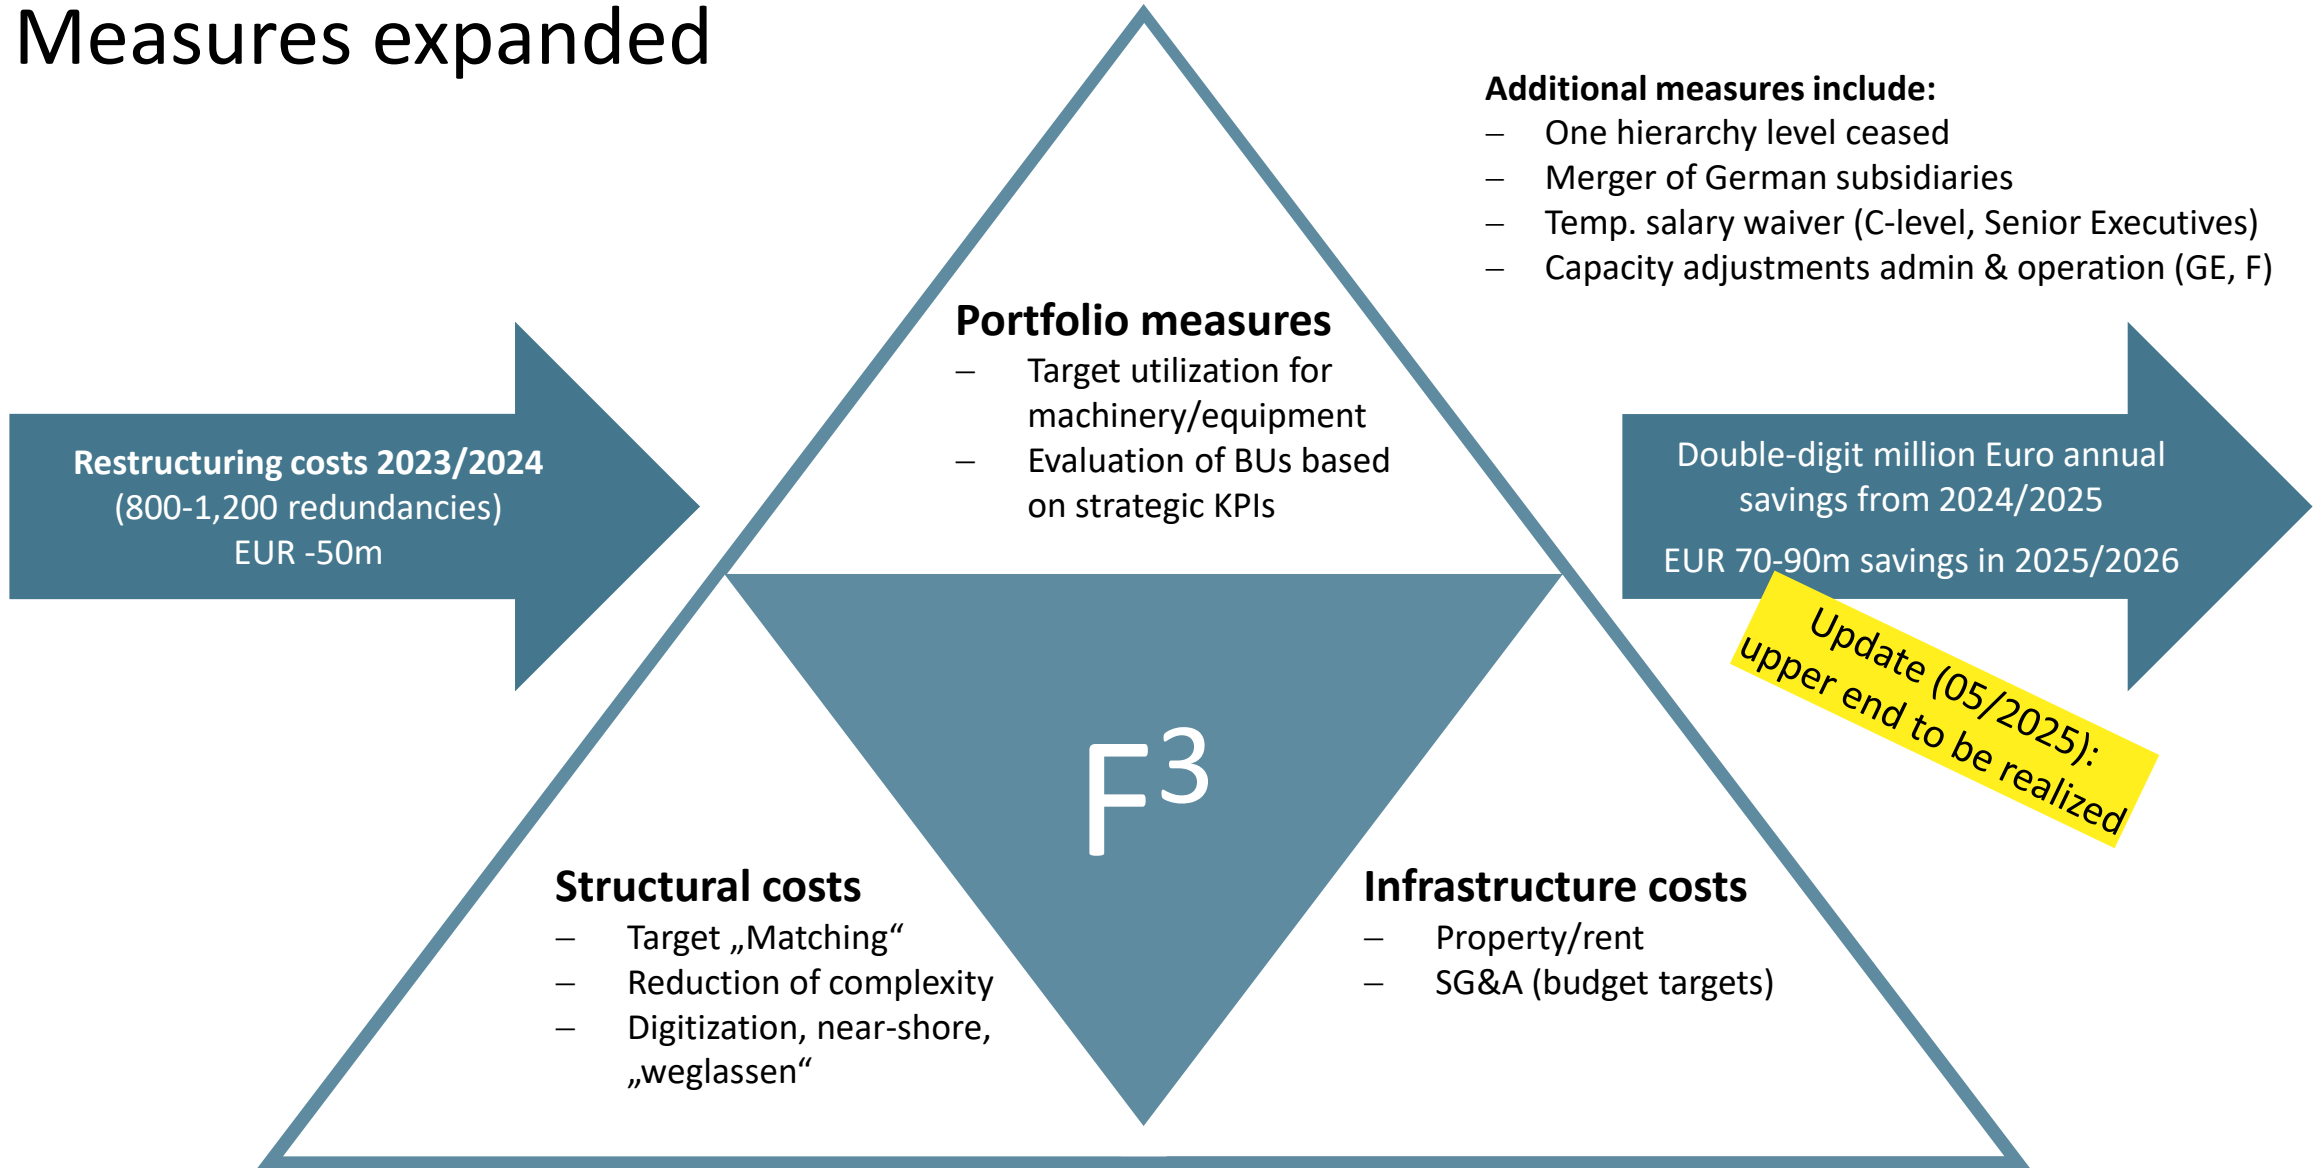 Measures expanded
Additional measures include:
– One hierarchy level ceased
– Merger of German subsidiaries
– Temp. salary waiver (C-level, Senior Executives)
– Capacity adjustments admin & operation (GE, F)
Portfolio measures
– Target utilization for
machinery/equipment
– Evaluation of BUs based
on strategic KPIs
Restructuring costs 2023/2024
(800-1,200 redundancies)
EUR -50m
Double-digit million Euro annual
savings from 2024/2025
EUR 70-90m savings in 2025/2026
Update (05/2025):
upper end to be realized
F³
Structural costs
– Target „Matching“
– Reduction of complexity
– Digitization, near-shore,
„weglassen“
Infrastructure costs
– Property/rent
– SG&A (budget targets)